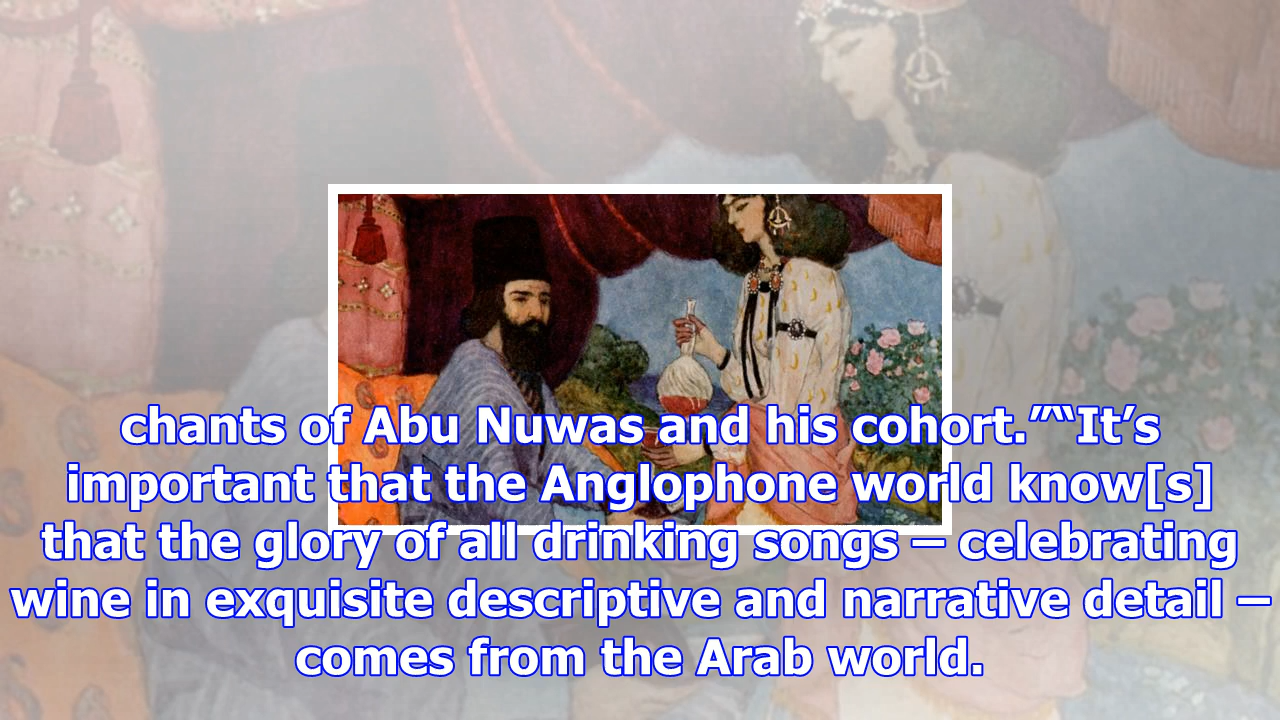 chants of Abu Nuwas and his cohort.”“It’s
important that the Anglophone world know[s]
that the glory of all drinking songs – celebrating
wine in exquisite descriptive and narrative detail –
comes from the Arab world.